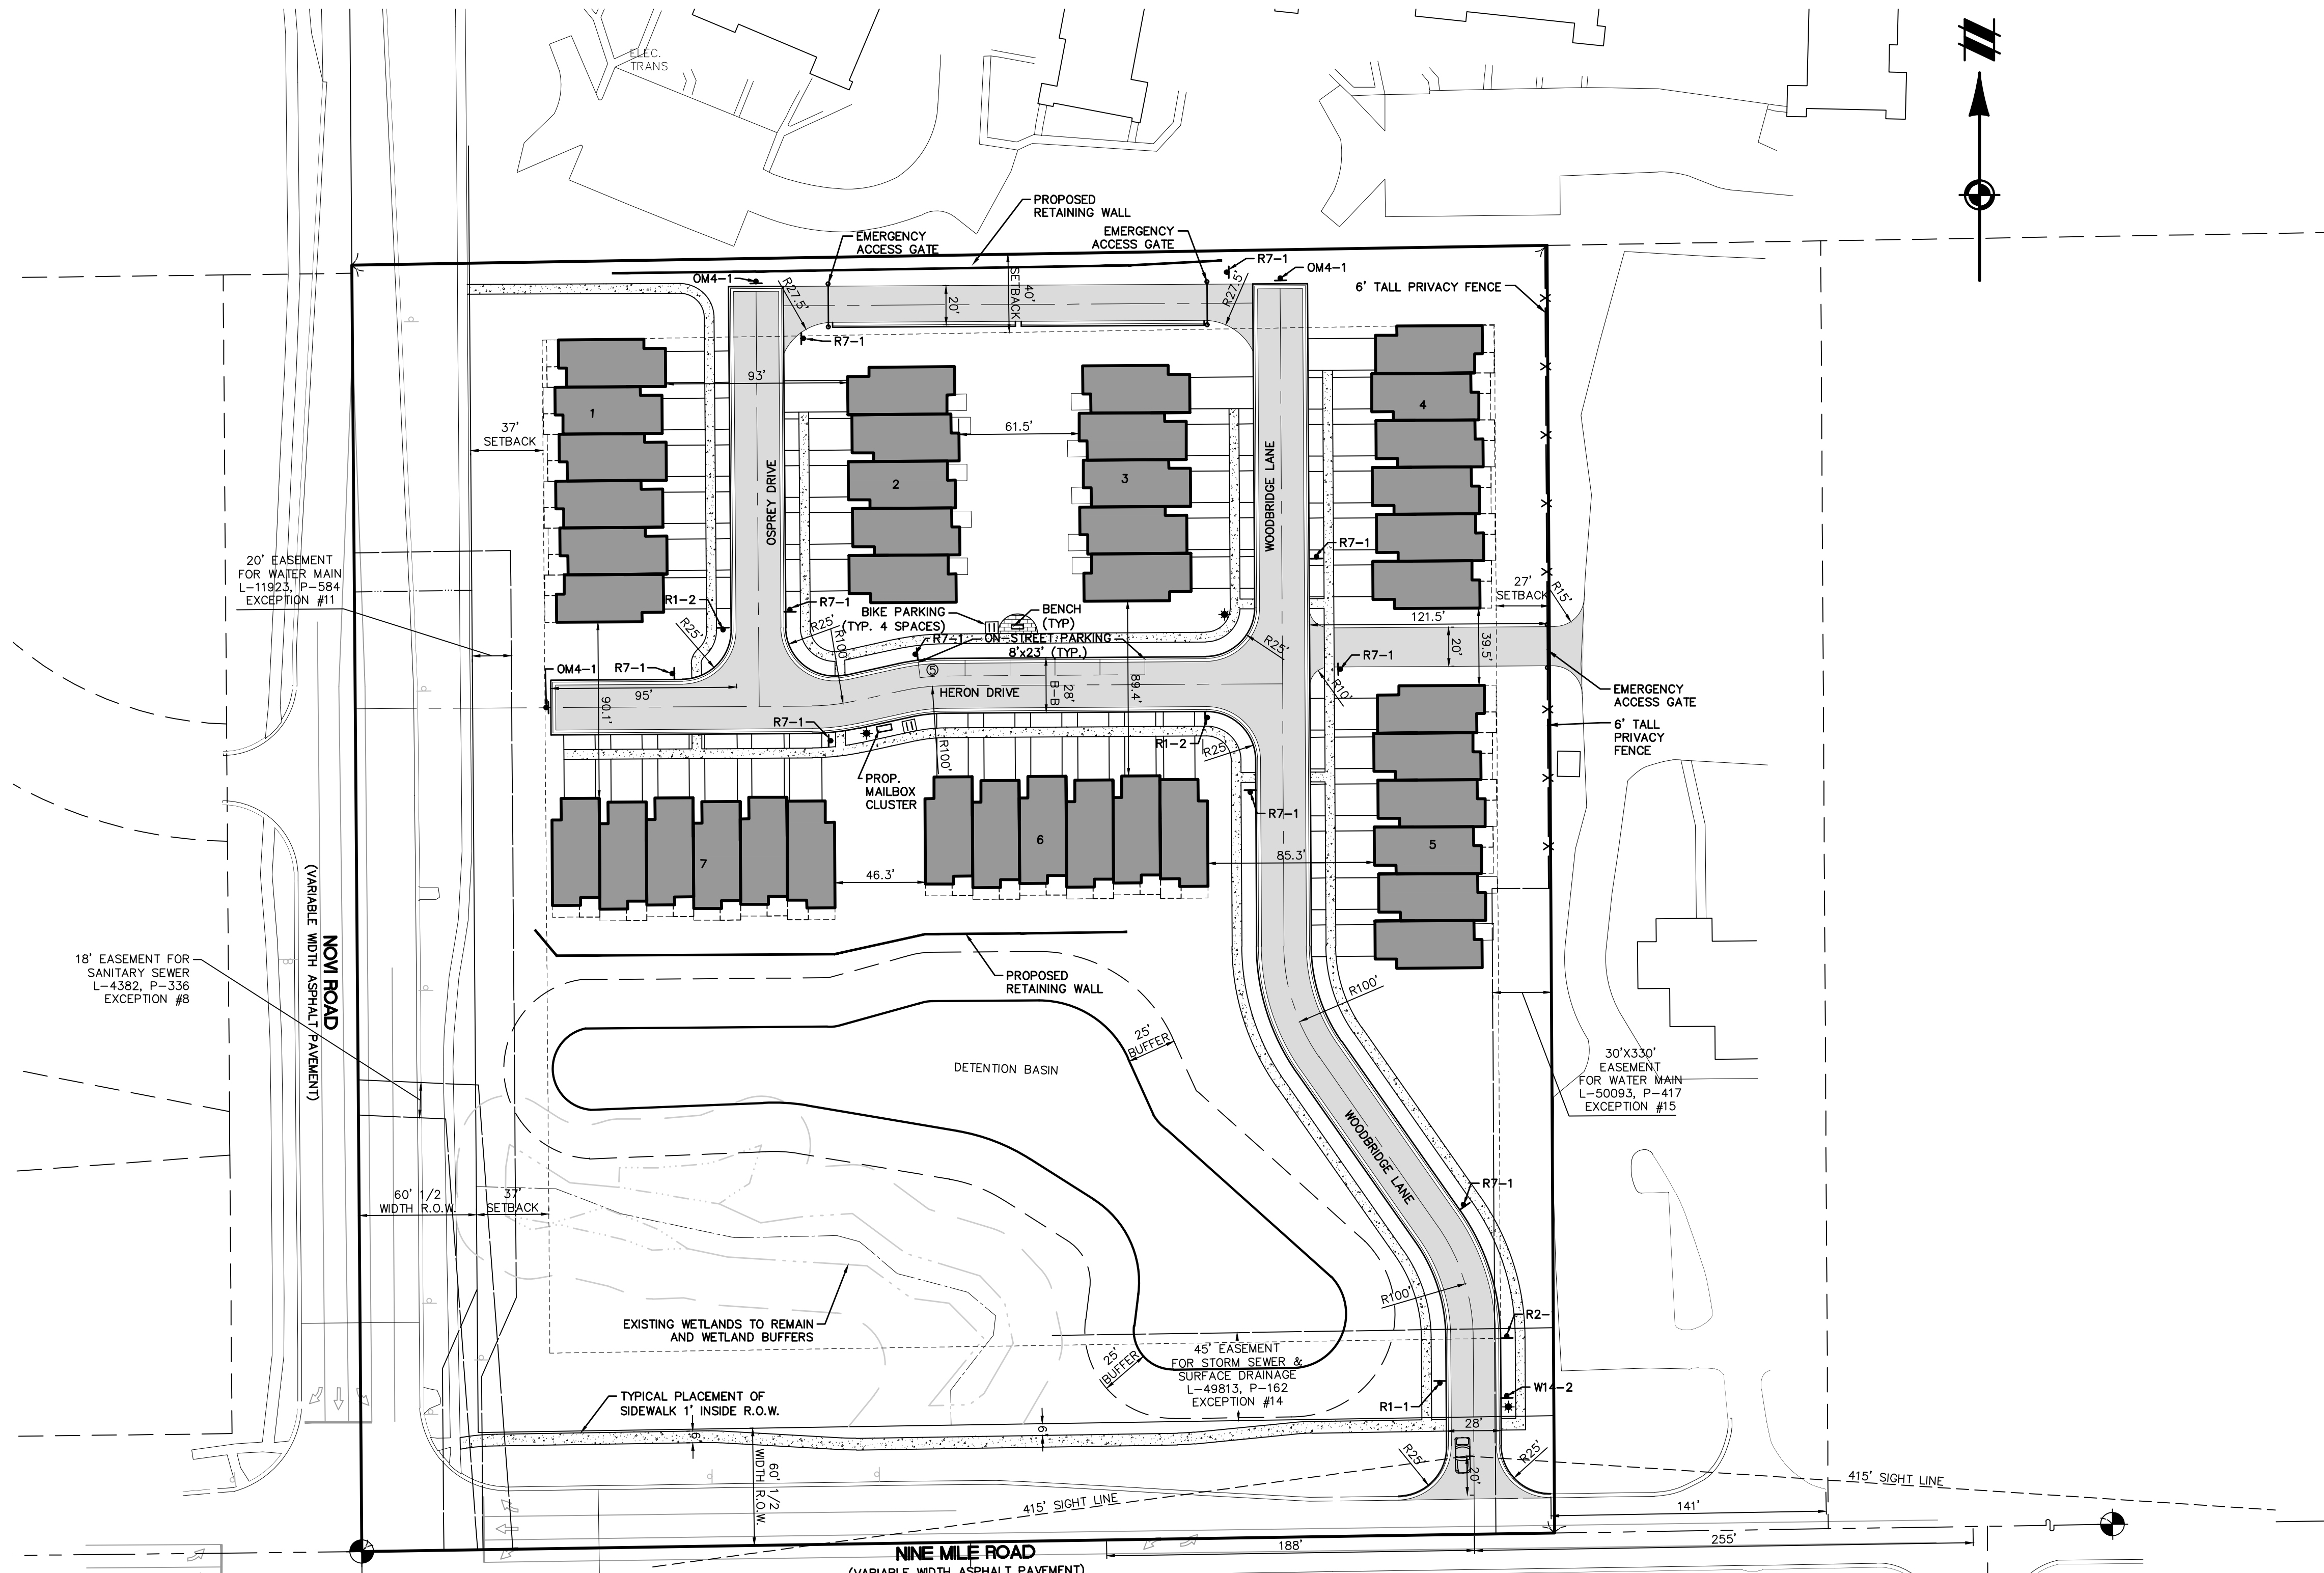 ELEC.
TRANS
PROPOSED
RETAINING WALL
EMERGENCY
ACCESS GATE
EMERGENCY
ACCESS GATE
R7-1
OM4-1
OM4-1
R27.5'
R27.5'
20'
40'
SETBACK
R7-1
6' TALL PRIVACY FENCE
93'
1
4
37'
SETBACK
61.5'
2
3
OSPREY DRIVE
WOODBRIDGE LANE
R7-1
20' EASEMENT
FOR WATER MAIN
L-11923, P-584
EXCEPTION #11
R1-2
R7-1
BIKE PARKING
(TYP. 4 SPACES)
BENCH
(TYP)
27'
SETBACK
R15'
121.5'
R25'
R25'
R100'
R7-1
ON-STREET PARKING
8'x23' (TYP.)
R25'
20'
39.5'
OM4-1
R7-1
R7-1
5
95'
HERON DRIVE
28'
B-B
89.4'
90.1'
R10'
EMERGENCY
ACCESS GATE
R7-1
R1-2
R25'
R100'
6' TALL
PRIVACY
FENCE
PROP.
MAILBOX
CLUSTER
R7-1
7
6
5
85.3'
46.3'
NOVI ROAD
(VARIABLE WIDTH ASPHALT PAVEMENT)
18' EASEMENT FOR
SANITARY SEWER
L-4382, P-336
EXCEPTION #8
PROPOSED
RETAINING WALL
R100'
25'
BUFFER
DETENTION BASIN
30'X330'
EASEMENT
FOR WATER MAIN
L-50093, P-417
EXCEPTION #15
WOODBRIDGE LANE
R7-1
60' 1/2
WIDTH R.O.W.
37'
SETBACK
R100'
EXISTING WETLANDS TO REMAIN
AND WETLAND BUFFERS
R2-
25'
BUFFER
45' EASEMENT
FOR STORM SEWER &
SURFACE DRAINAGE
L-49813, P-162
EXCEPTION #14
W14-2
R1-1
TYPICAL PLACEMENT OF
SIDEWALK 1' INSIDE R.O.W.
6'
6'
28'
R25'
R25'
20'
60' 1/2
WIDTH R.O.W.
415' SIGHT LINE
415' SIGHT LINE
141'
188'
255'
NINE MILE ROAD
(VARIABLE WIDTH ASPHALT PAVEMENT)